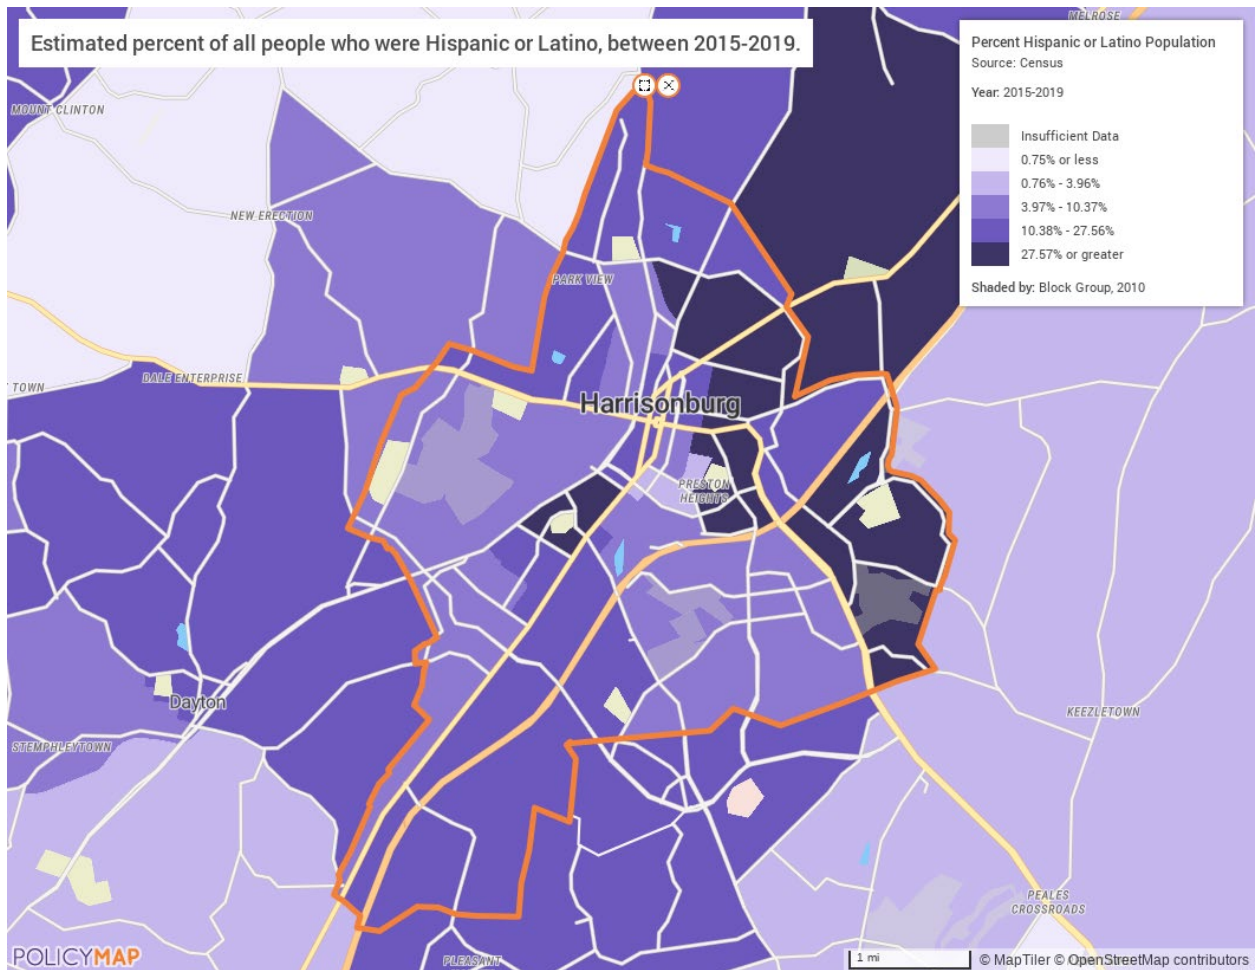 Estimated percent of all people who were Hispanic or Latino, between 2015-2019.
MELROSE
Percent Hispanic or Latino Population
Source: Census
Year: 2015-2019
Insufficient Data
0.75% or less
0.76% - 3.96%
3.97% - 10.37%
10.38% - 27.56%
27.57% or greater
Shaded by: Block Group, 2010
MOUNT CLINTON
NEW ERECTION
PARK VIEW
DALE ENTERPRISE
TOWN
Harrisonburg
PRESTON
HEIGHTS
Dayton
STEMPHLEYTOWN
KEEZLETOWN
PEALES
CROSSROADS
PLEASANT
POLICYMAP
1 mi
© MapTiler © OpenStreetMap contributors